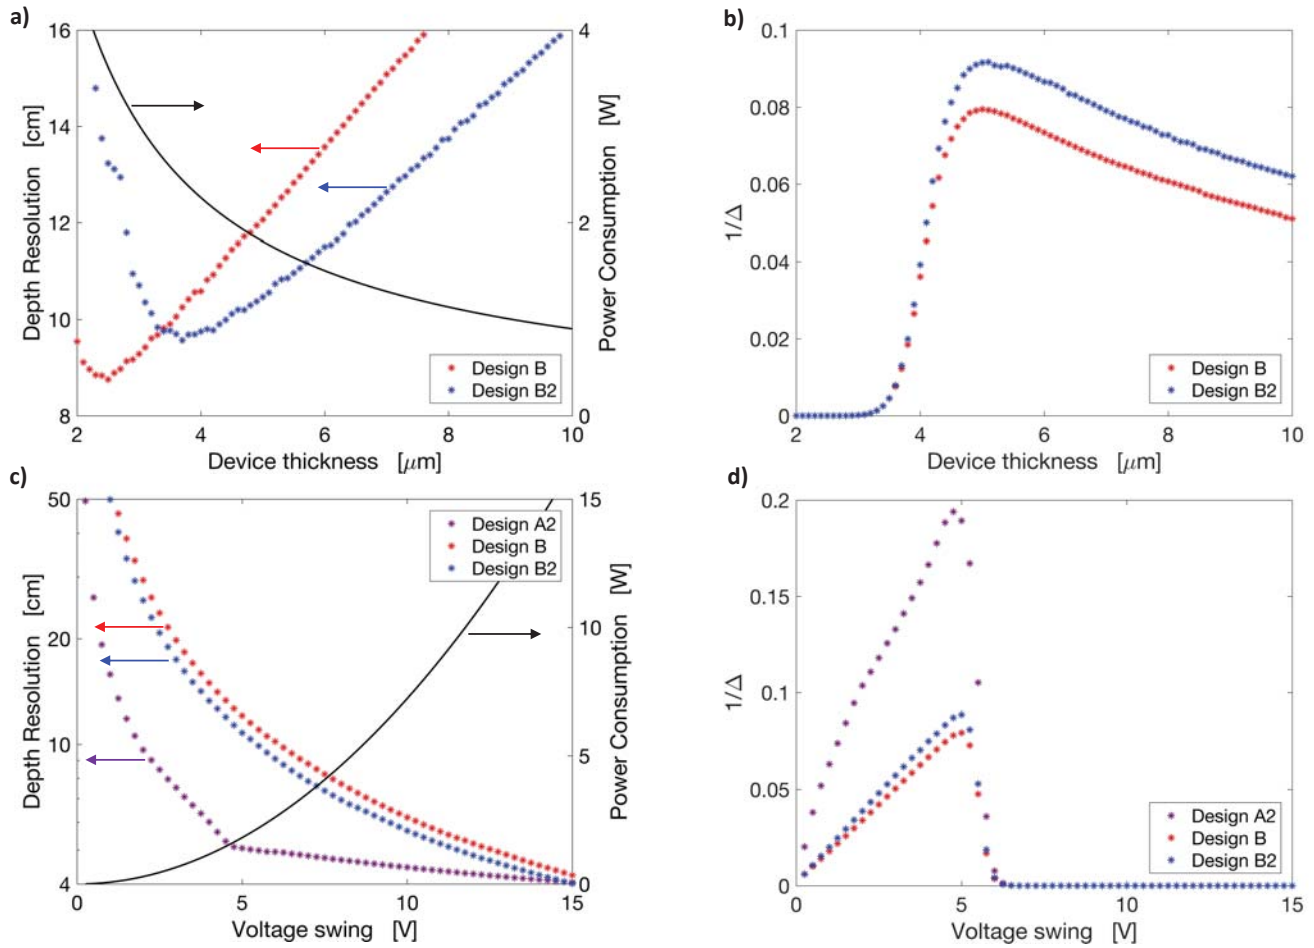 a)
16
14
12
10
8
Depth Resolution [cm]
4
2
0
Power Consumption [W]
Design B
Design B2
2 4 6 8 10
Device thickness [μm]
b)
0.1
0.08
0.06
0.04
0.02
0
1/Δ
Design B
Design B2
2 4 6 8 10
Device thickness [μm]
c)
50
20
10
4
Depth Resolution [cm]
15
10
5
0
Power Consumption [W]
Design A2
Design B
Design B2
0 5 10 15
Voltage swing [V]
d)
0.2
0.15
0.1
0.05
0
1/Δ
Design A2
Design B
Design B2
0 5 10 15
Voltage swing [V]